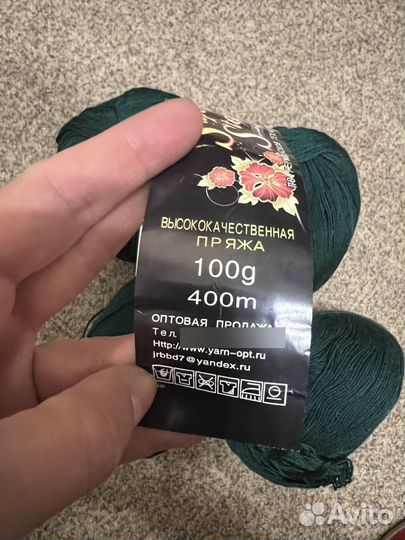 ВЫСОКОКАЧЕСТВЕННАЯ
ПРЯЖА
100g
400m
ОПТОВАЯ ПРОДАЖА
Тел.
Http://www.yarn-opt.ru
jrbbd7@yandex.ru
Avito